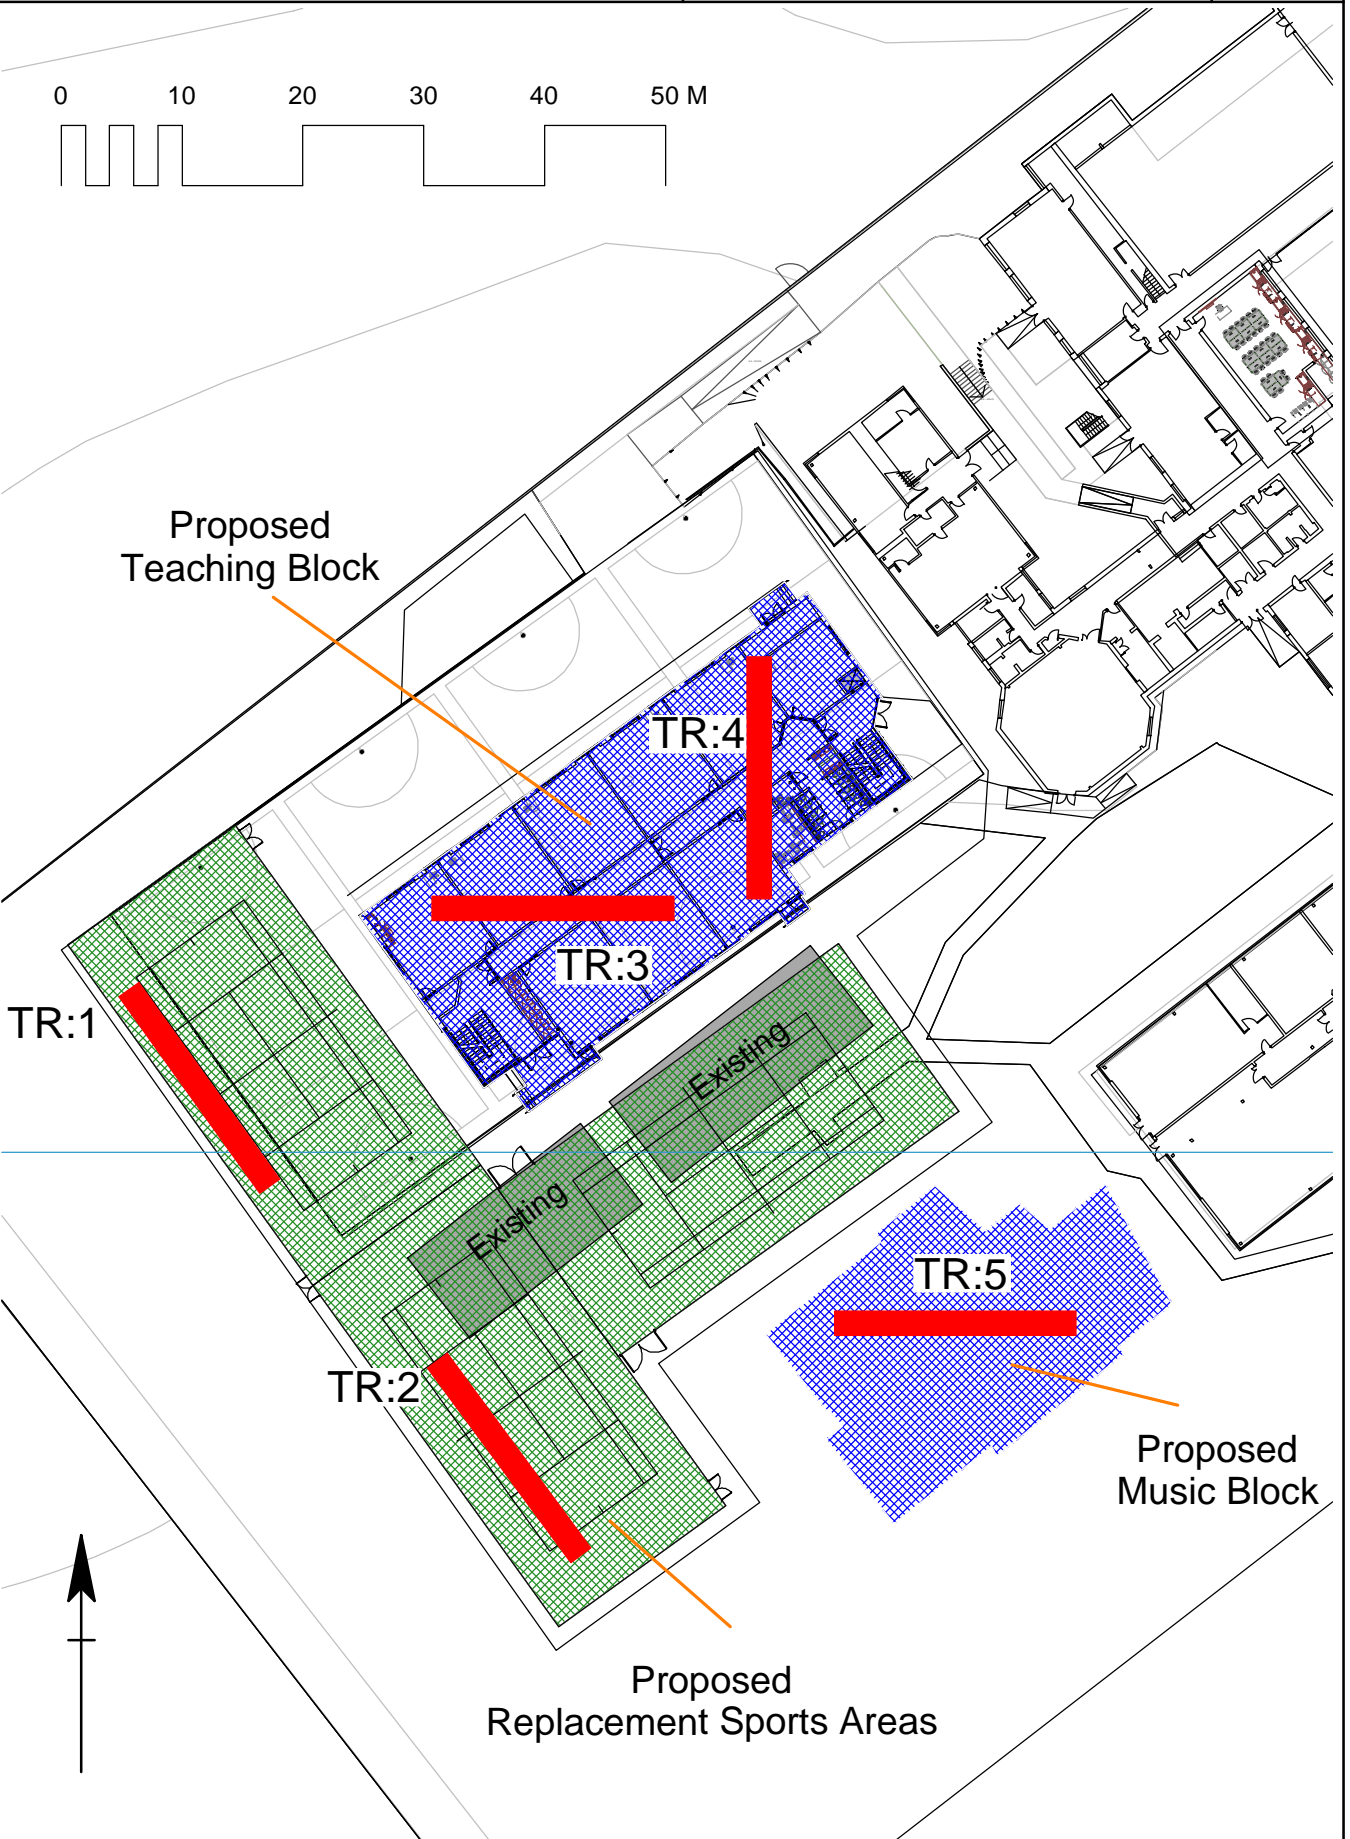 0 10 20 30 40 50 M
Proposed
Teaching Block
TR:4
TR:3
TR:1
Existing
Existing
TR:5
TR:2
Proposed
Music Block
Proposed
Replacement Sports Areas